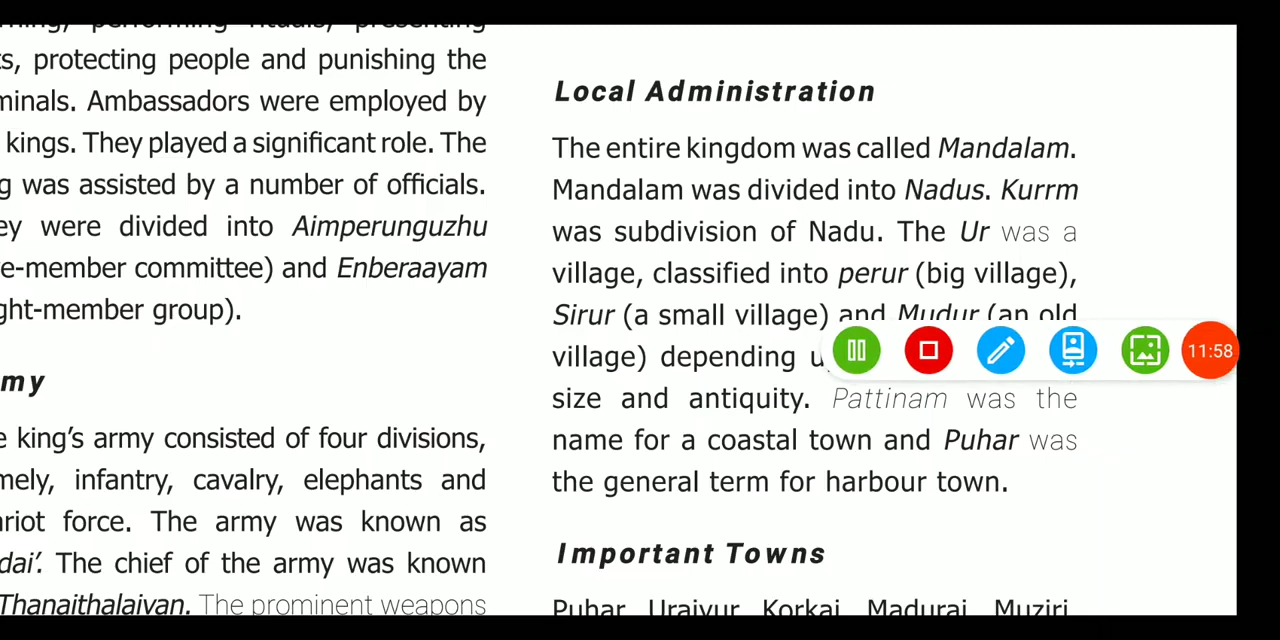 ts, protecting people and punishing the
minals. Ambassadors were employed by
kings. They played a significant role. The
g was assisted by a number of officials.
ey were divided into Aimperunguzhu
e-member committee) and Enberaayam
ght-member group).
my
e king's army consisted of four divisions,
mely, infantry, cavalry, elephants and
ariot force. The army was known as
dai'. The chief of the army was known
Thanaithalaivan. The prominent weapons
Local Administration
The entire kingdom was called Mandalam.
Mandalam was divided into Nadus. Kurrm
was subdivision of Nadu. The Ur was a
village, classified into perur (big village),
Sirur (a small village) and Mudur (an old
village) depending
size and antiquity. Pattinam was the
name for a coastal town and Puhar was
the general term for harbour town.
Important Towns
Puhar, Uraiyur, Korkai, Madurai, Muziri,
11:58